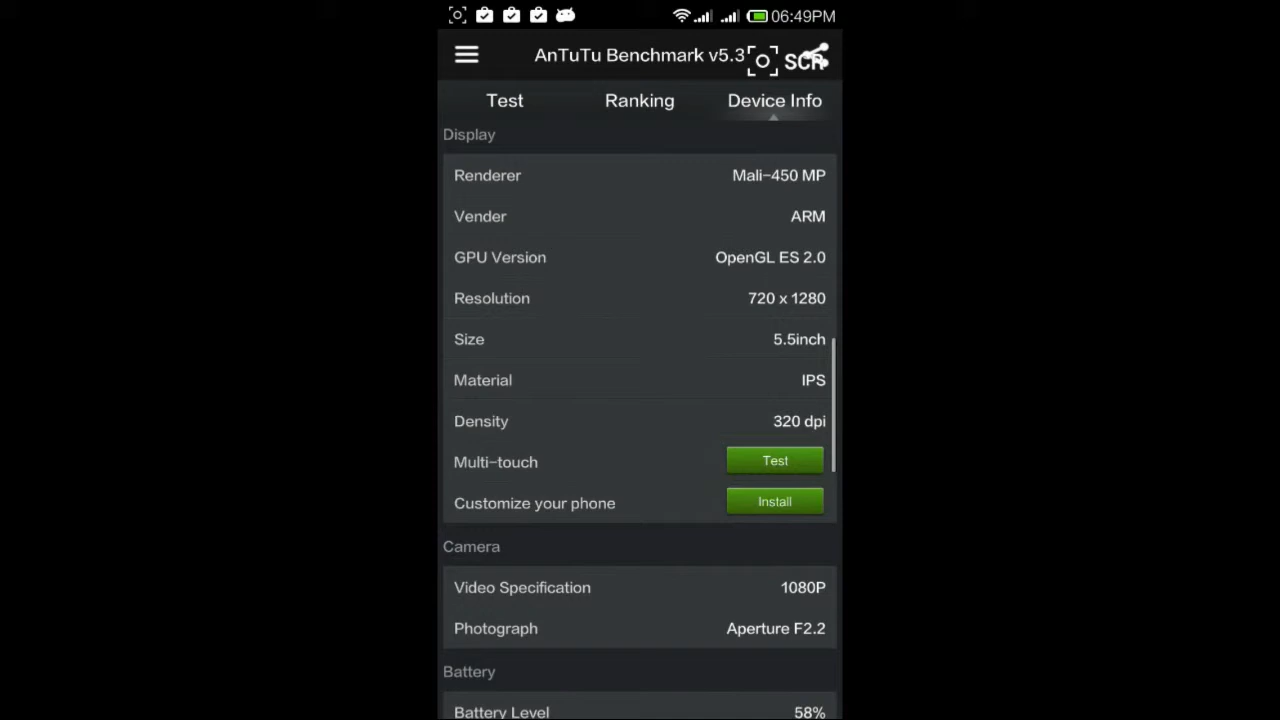 06:49PM
AnTuTu Benchmark v5.3
SCR
Test Ranking Device Info
Display
Renderer Mali-450 MP
Vender ARM
GPU Version OpenGL ES 2.0
Resolution 720 x 1280
Size 5.5inch
Material IPS
Density 320 dpi
Multi-touch Test
Customize your phone Install
Camera
Video Specification 1080P
Photograph Aperture F2.2
Battery
Battery Level 58%